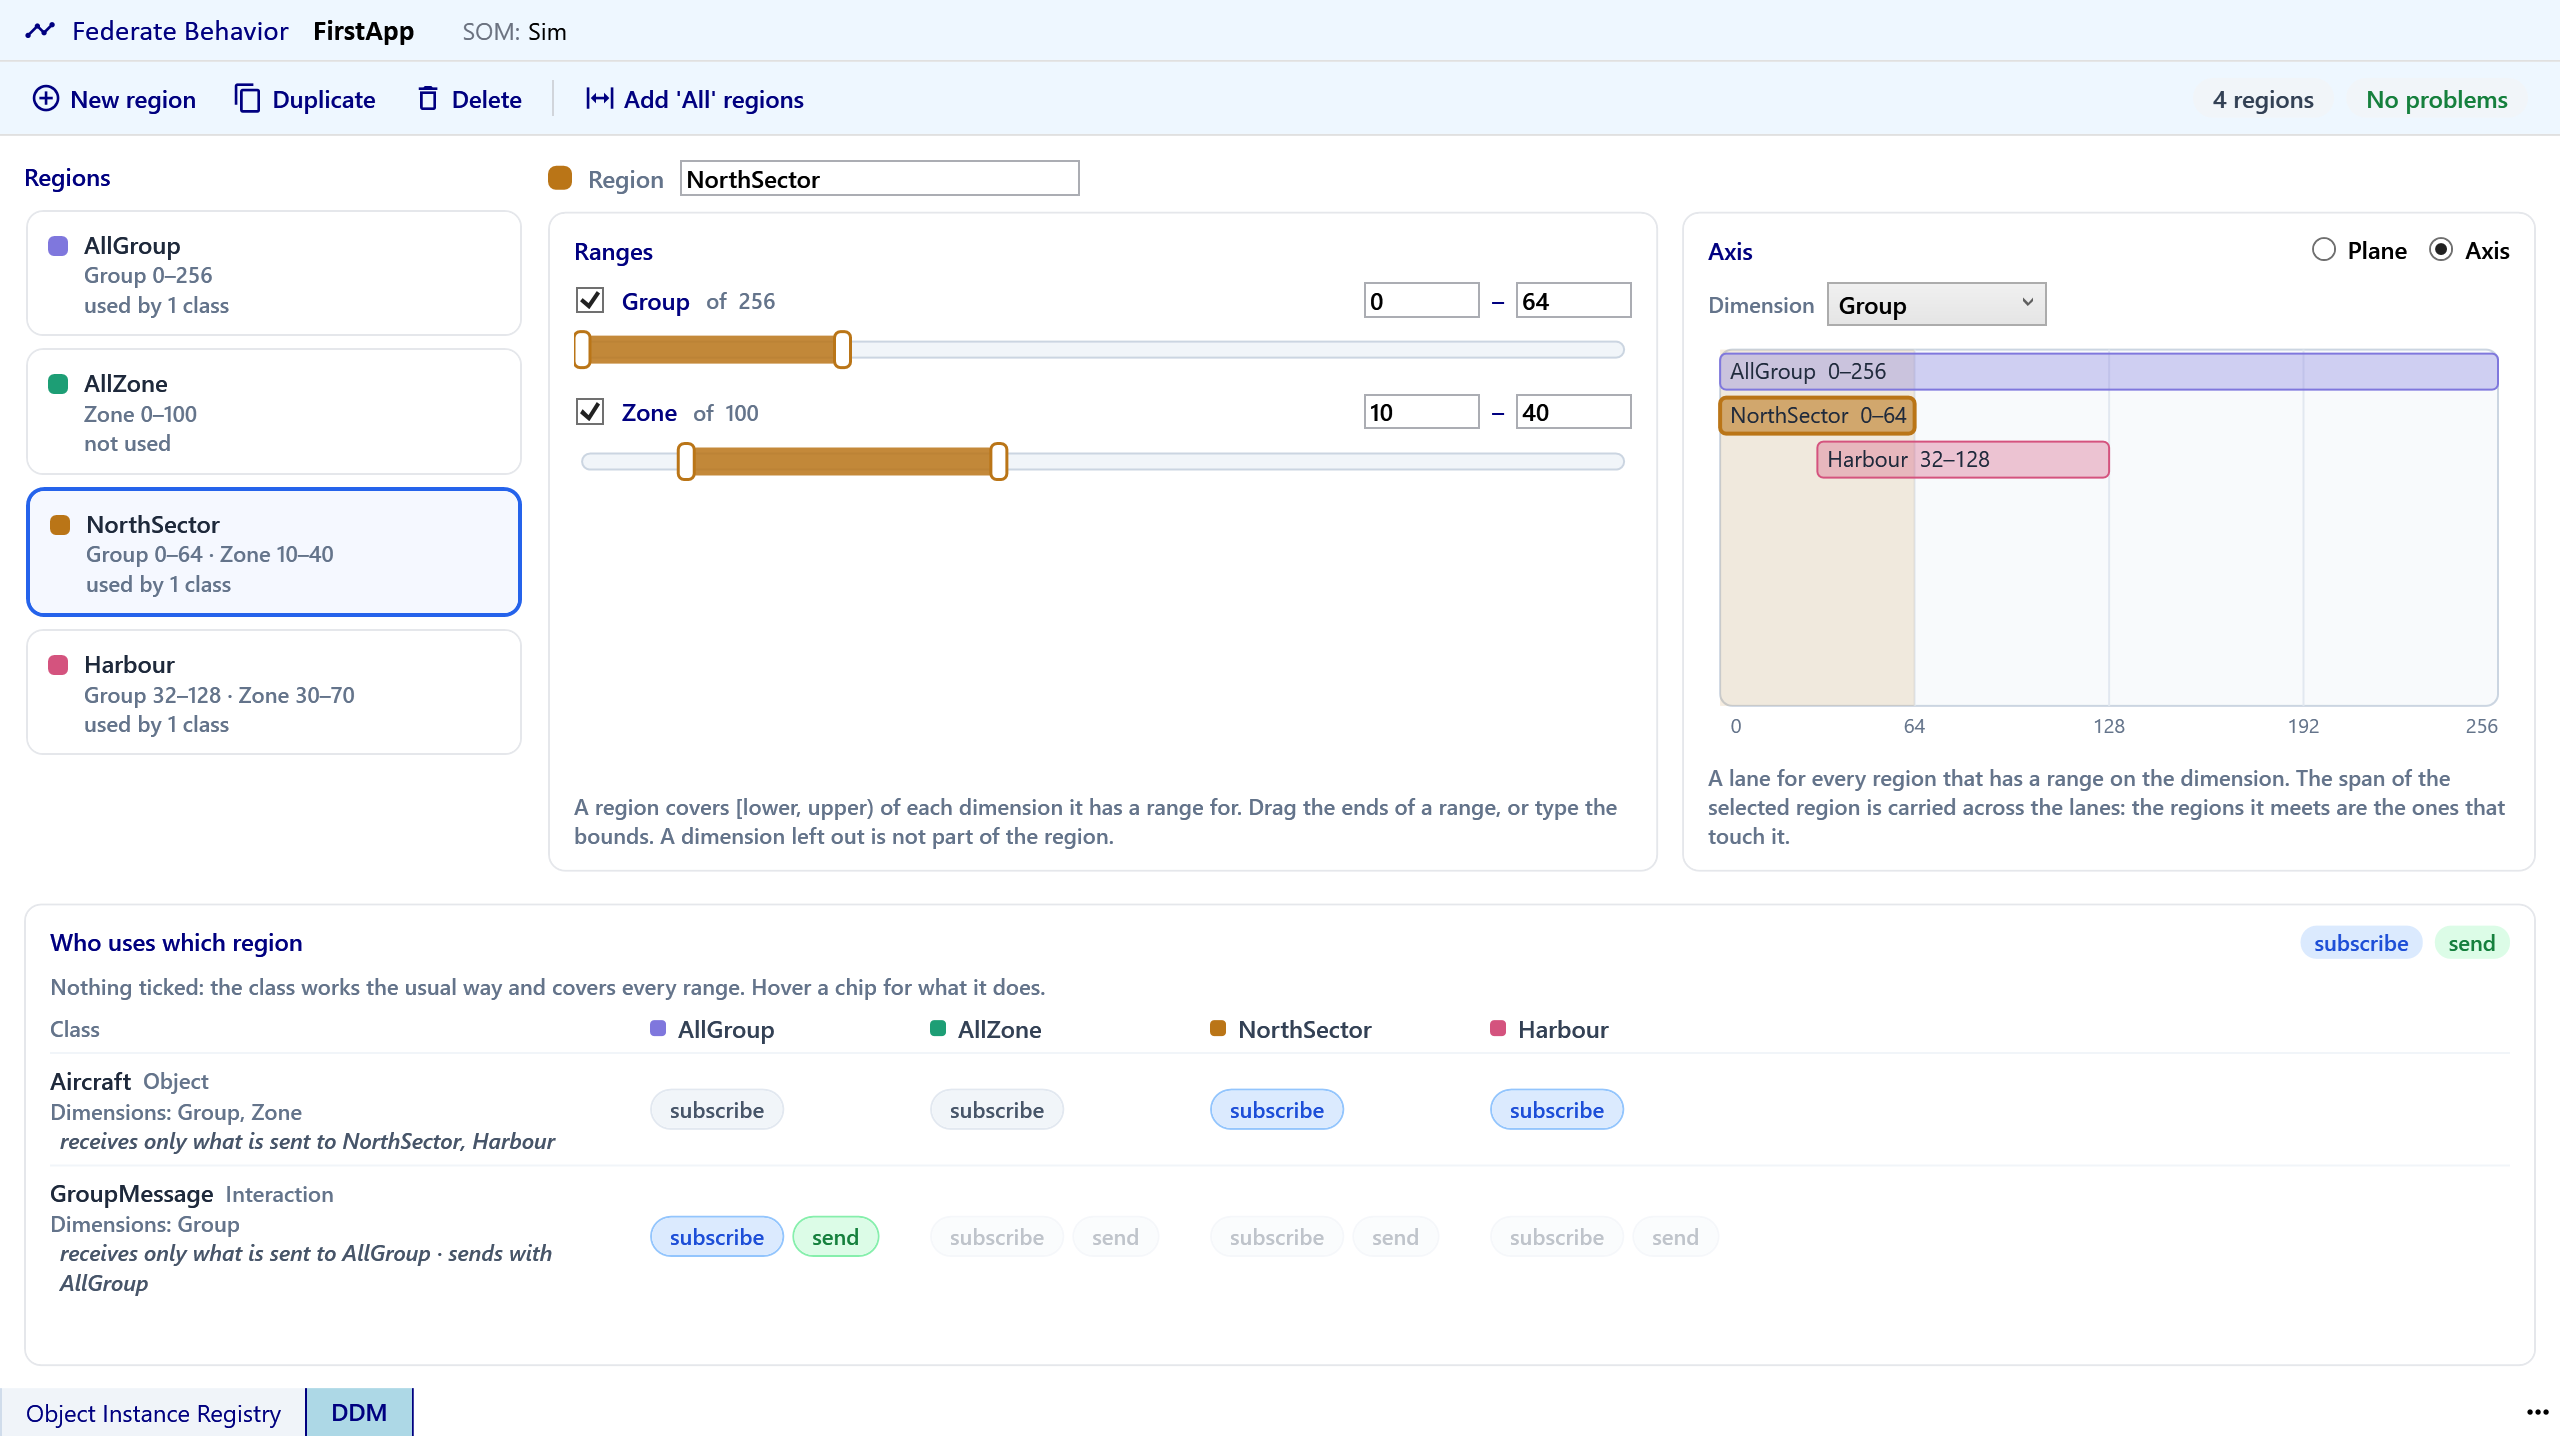 Federate Behavior FirstApp SOM: Sim
New region Duplicate Delete Add 'All' regions 4 regions No problems
Regions
AllGroup
Group 0–256
used by 1 class
AllZone
Zone 0–100
not used
NorthSector
Group 0–64 · Zone 10–40
used by 1 class
Harbour
Group 32–128 · Zone 30–70
used by 1 class
Region NorthSector
Ranges
Group of 256 0 – 64
Zone of 100 10 – 40
A region covers [lower, upper) of each dimension it has a range for. Drag the ends of a range, or type the
bounds. A dimension left out is not part of the region.
Axis Plane Axis
Dimension Group
AllGroup 0–256
NorthSector 0–64
Harbour 32–128
0 64 128 192 256
A lane for every region that has a range on the dimension. The span of the
selected region is carried across the lanes: the regions it meets are the ones that
touch it.
Who uses which region subscribe send
Nothing ticked: the class works the usual way and covers every range. Hover a chip for what it does.
Class AllGroup AllZone NorthSector Harbour
Aircraft Object
Dimensions: Group, Zone
receives only what is sent to NorthSector, Harbour
subscribe subscribe subscribe subscribe
GroupMessage Interaction
Dimensions: Group
receives only what is sent to AllGroup · sends with
AllGroup
subscribe send subscribe send subscribe send subscribe send
Object Instance Registry DDM